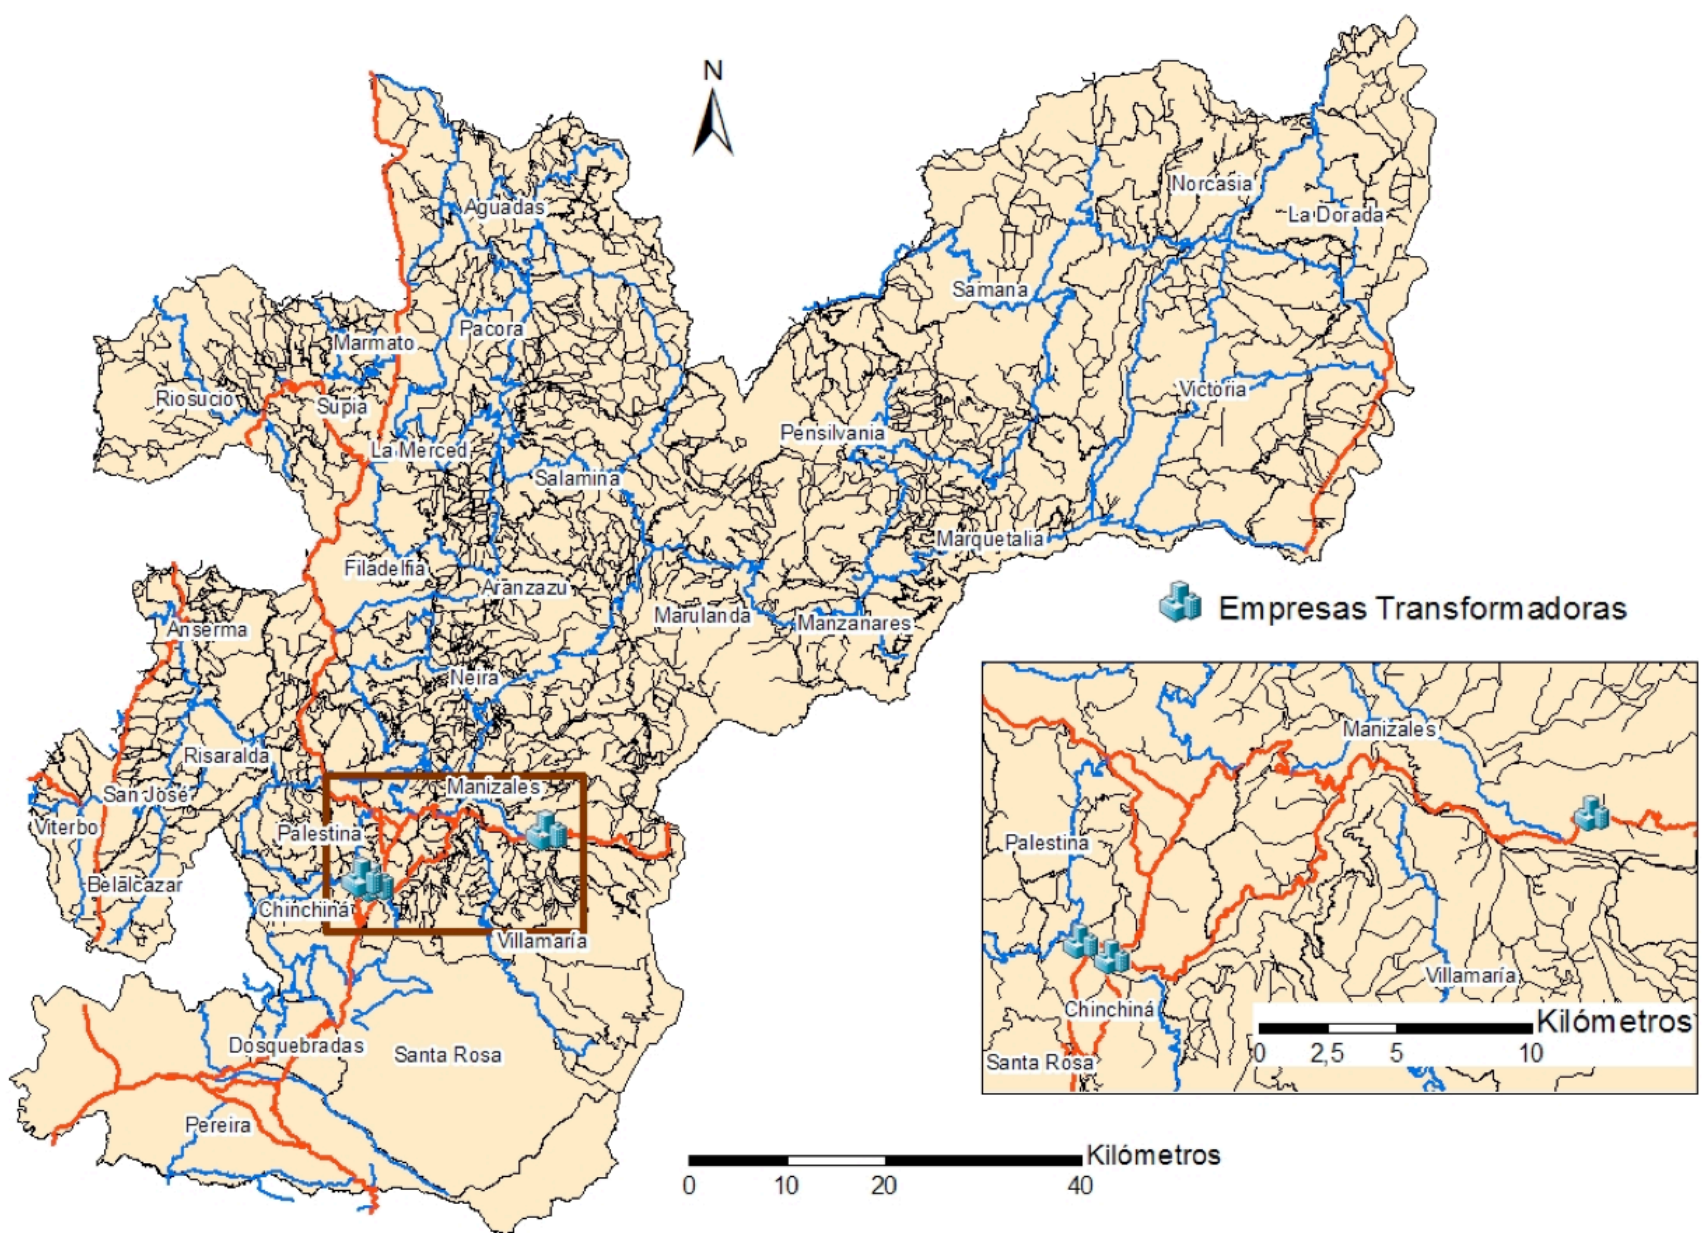 N
Aguadas
Norcasia
La Dorada
Samaná
Pacora
Marmato
Riosucio
Supia
Victoria
Pensilvania
La Merced
Salamina
Marquetalia
Filadelfia
Aranzazu
Marulanda
Manzanares
Anserma
Neira
Risaralda
San José
Viterbo
Manizales
Palestina
Belalcazar
Chinchiná
Villamaría
Dosquebradas
Santa Rosa
Pereira
Empresas Transformadoras
Manizales
Palestina
Villamaría
Chinchiná
Santa Rosa
Kilómetros
0 2,5 5 10
Kilómetros
0 10 20 40